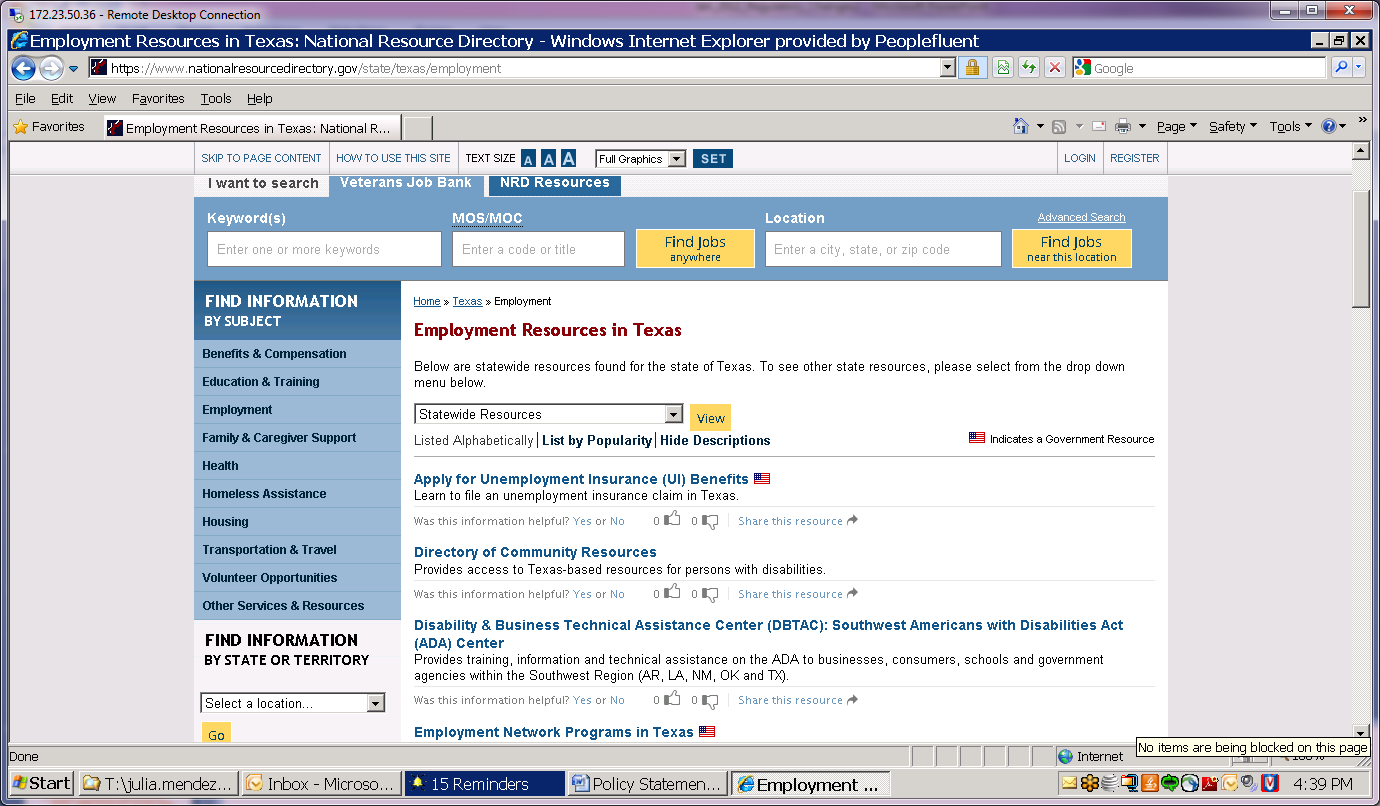 172.23.50.36 - Remote Desktop Connection
Employment Resources in Texas: National Resource Directory - Windows Internet Explorer provided by Peoplefluent
https://www.nationalresourcedirectory.gov/state/texas/employment
Google
File Edit View Favorites Tools Help
Favorites
Employment Resources in Texas: National R...
Page Safety Tools
SKIP TO PAGE CONTENT HOW TO USE THIS SITE TEXT SIZE A A A Full Graphics SET LOGIN REGISTER
I want to search Veterans Job Bank NRD Resources
Keyword(s) MOS/MOC Location Advanced Search
Enter one or more keywords Enter a code or title Find Jobs anywhere Enter a city, state, or zip code Find Jobs near this location
FIND INFORMATION
BY SUBJECT
Benefits & Compensation
Education & Training
Employment
Family & Caregiver Support
Health
Homeless Assistance
Housing
Transportation & Travel
Volunteer Opportunities
Other Services & Resources
FIND INFORMATION
BY STATE OR TERRITORY
Select a location...
Go
Home » Texas » Employment
Employment Resources in Texas
Below are statewide resources found for the state of Texas. To see other state resources, please select from the drop down
menu below.
Statewide Resources View
Listed Alphabetically | List by Popularity | Hide Descriptions Indicates a Government Resource
Apply for Unemployment Insurance (UI) Benefits
Learn to file an unemployment insurance claim in Texas.
Was this information helpful? Yes or No 0 0 Share this resource
Directory of Community Resources
Provides access to Texas-based resources for persons with disabilities.
Was this information helpful? Yes or No 0 0 Share this resource
Disability & Business Technical Assistance Center (DBTAC): Southwest Americans with Disabilities Act
(ADA) Center
Provides training, information and technical assistance on the ADA to businesses, consumers, schools and government
agencies within the Southwest Region (AR, LA, NM, OK and TX).
Was this information helpful? Yes or No 0 0 Share this resource
Employment Network Programs in Texas
Done Internet
No items are being blocked on this page
Start T:\julia.mendez... Inbox - Microso... 15 Reminders Policy Statemen... Employment ... 4:39 PM